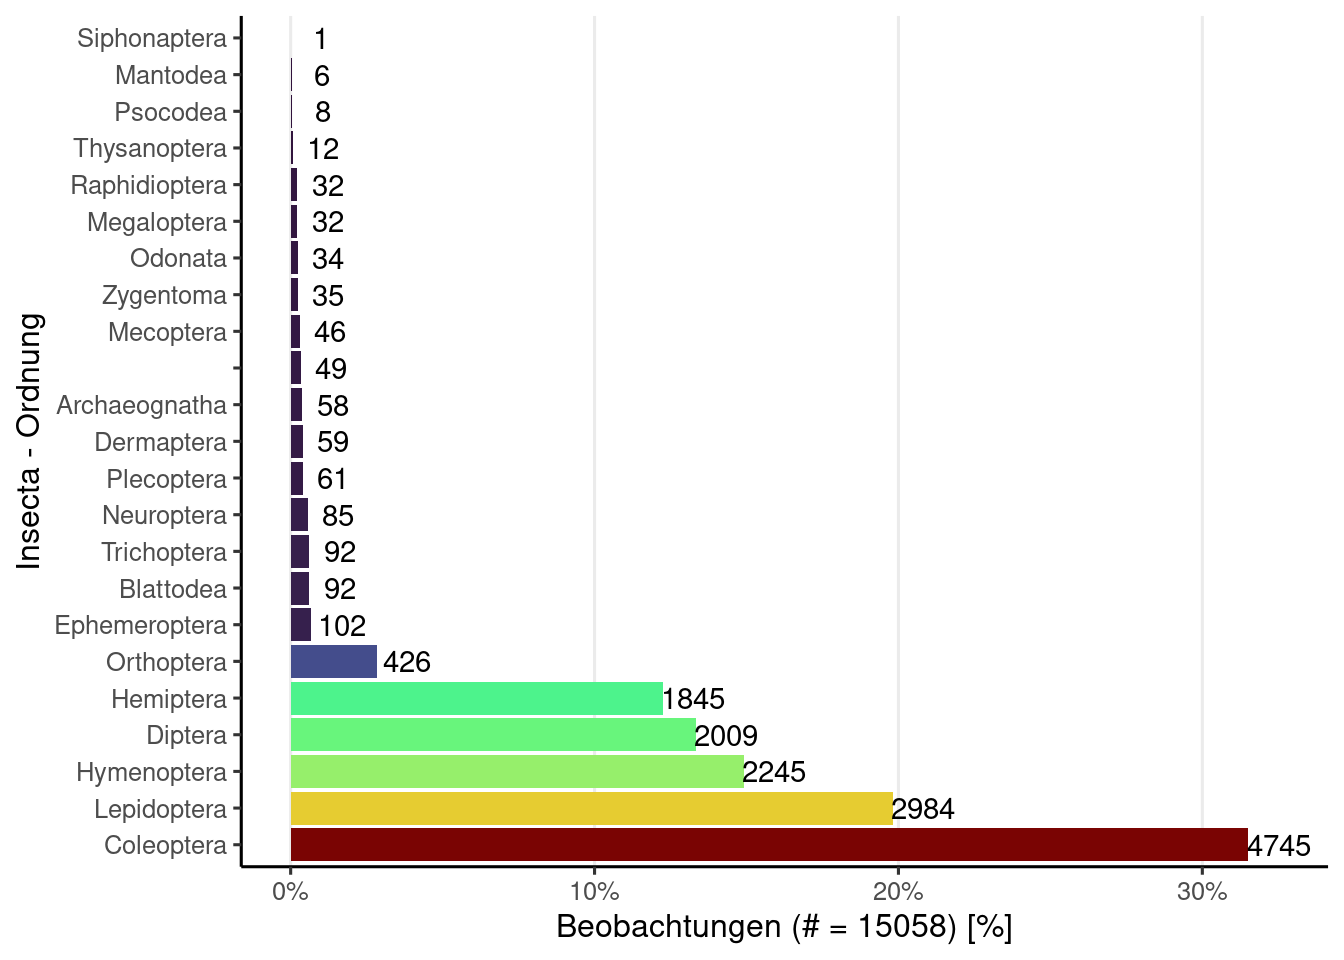 Siphonaptera 1
Mantodea 6
Psocodea 8
Thysanoptera 12
Raphidioptera 32
Megaloptera 32
Odonata 34
Zygentoma 35
Mecoptera 46
49
Archaeognatha 58
Dermaptera 59
Plecoptera 61
Neuroptera 85
Trichoptera 92
Blattodea 92
Ephemeroptera 102
Orthoptera 426
Hemiptera 1845
Diptera 2009
Hymenoptera 2245
Lepidoptera 2984
Coleoptera 4745
0% 10% 20% 30%
Beobachtungen (# = 15058) [%]
Insecta - Ordnung